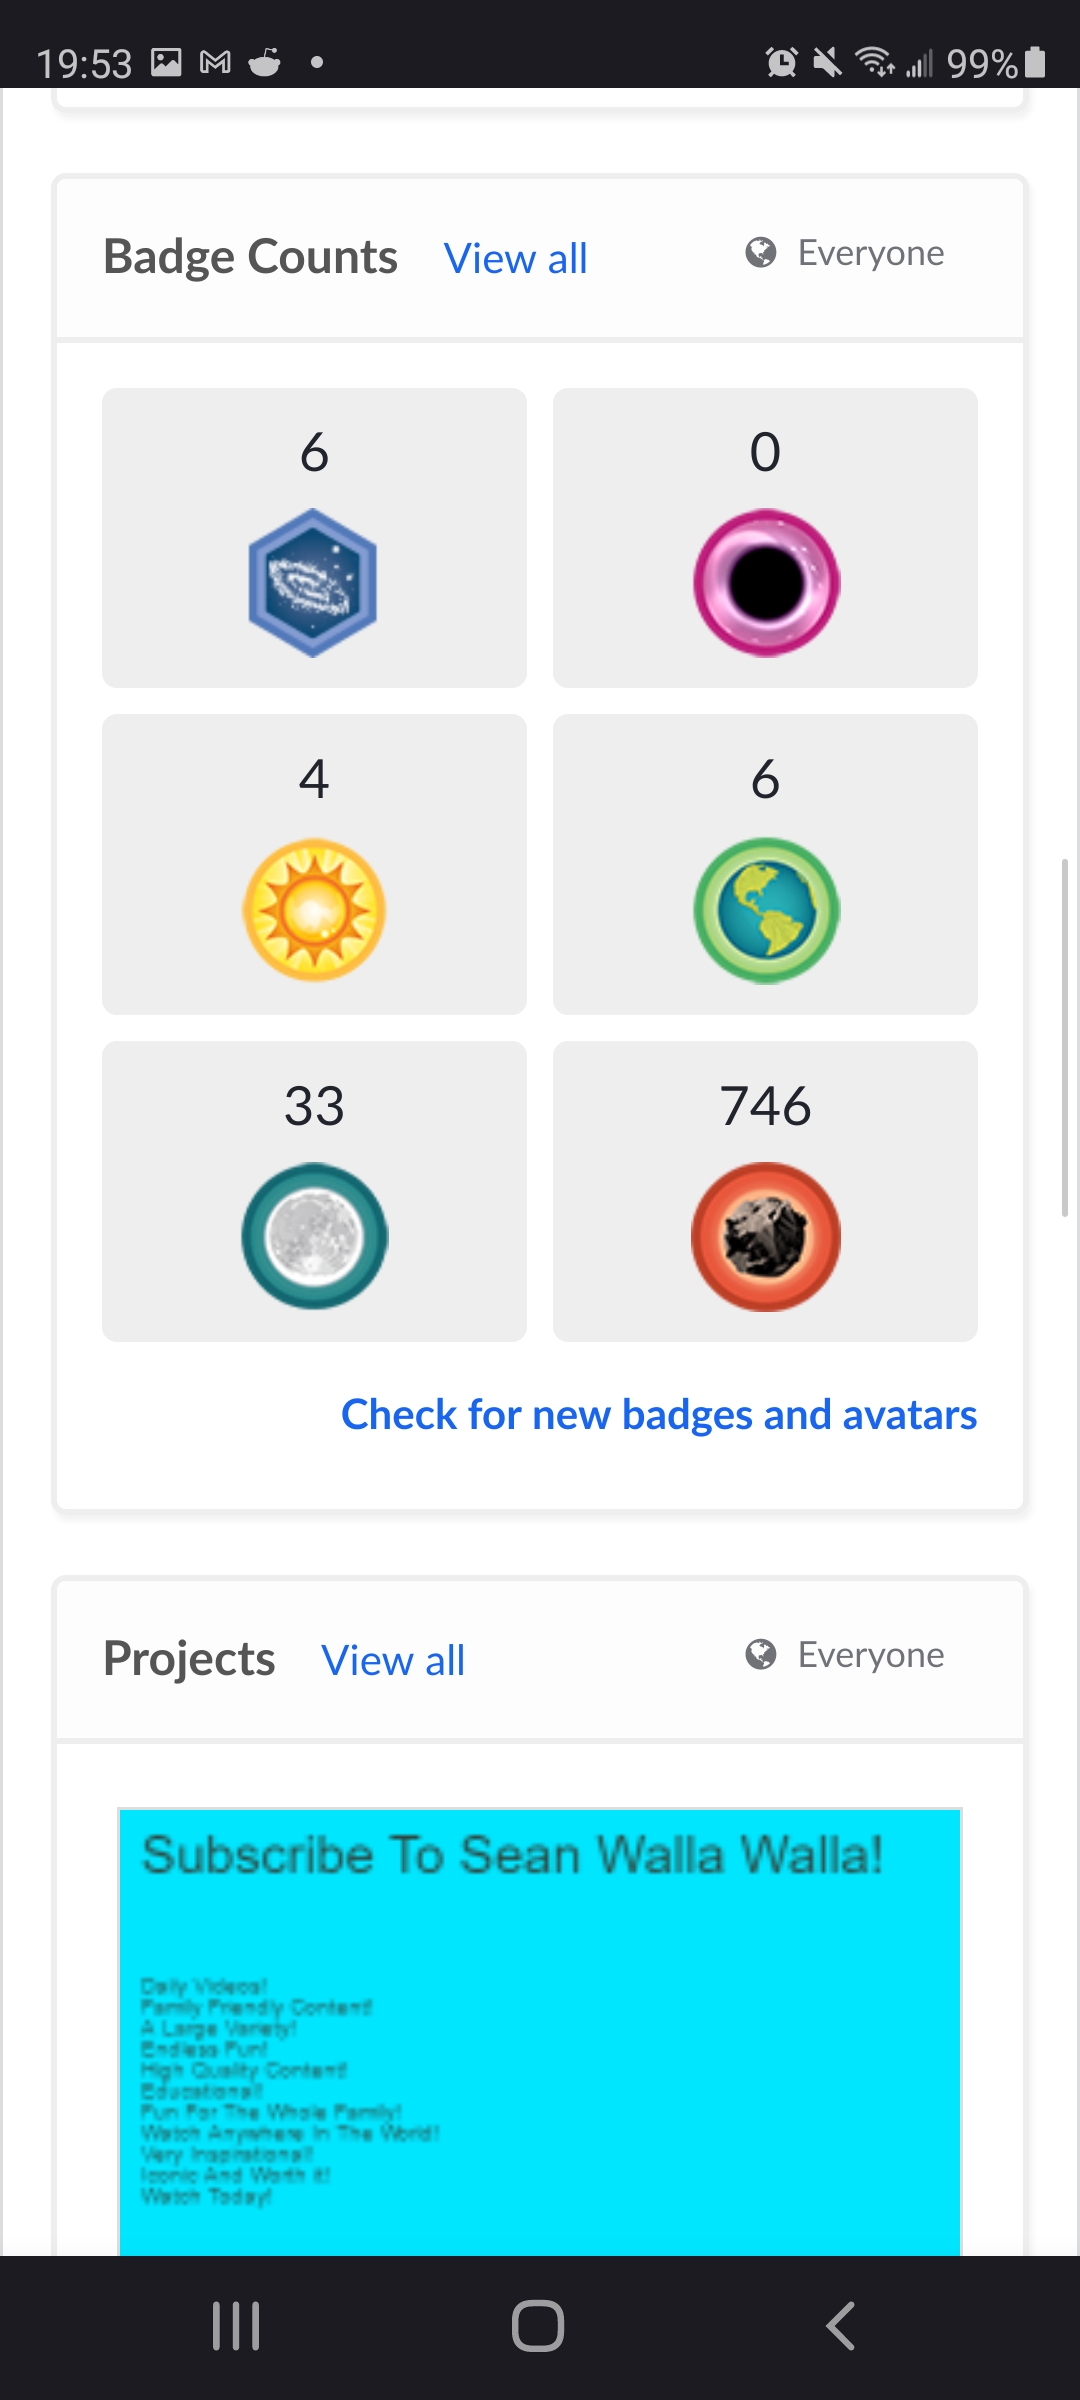 19:53 99%
Badge Counts View all Everyone
6 0
4 6
33 746
Check for new badges and avatars
Projects View all Everyone
Subscribe To Sean Walla Walla!
Daily Videos!
Family Friendly Content!
A Large Variety!
Endless Fun!
High Quality Content!
Educational!
Fun For The Whole Family!
Watch Anywhere In The World!
Very Inspirational!
Iconic And Worth it!
Watch Today!